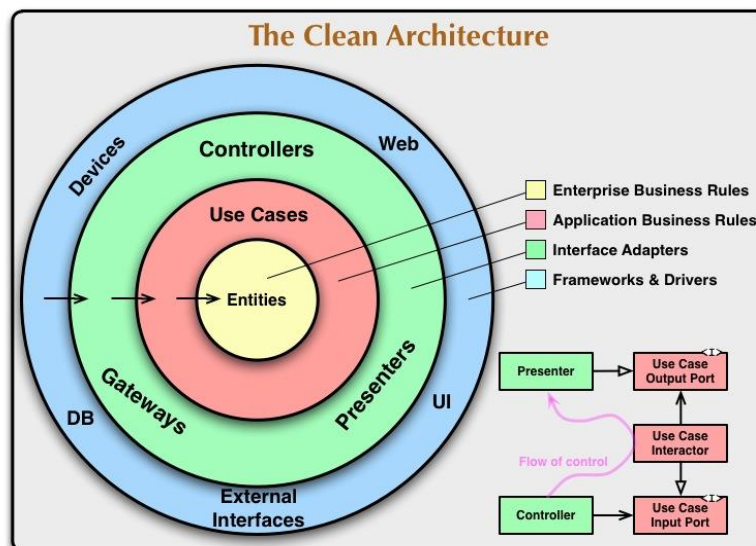 The Clean Architecture
Devices
Web
Controllers
Use Cases
Entities
Gateways
Presenters
DB
UI
External
Interfaces
Enterprise Business Rules
Application Business Rules
Interface Adapters
Frameworks & Drivers
Presenter
<I>
Use Case
Output Port
Use Case
Interactor
Flow of control
Controller
<I>
Use Case
Input Port